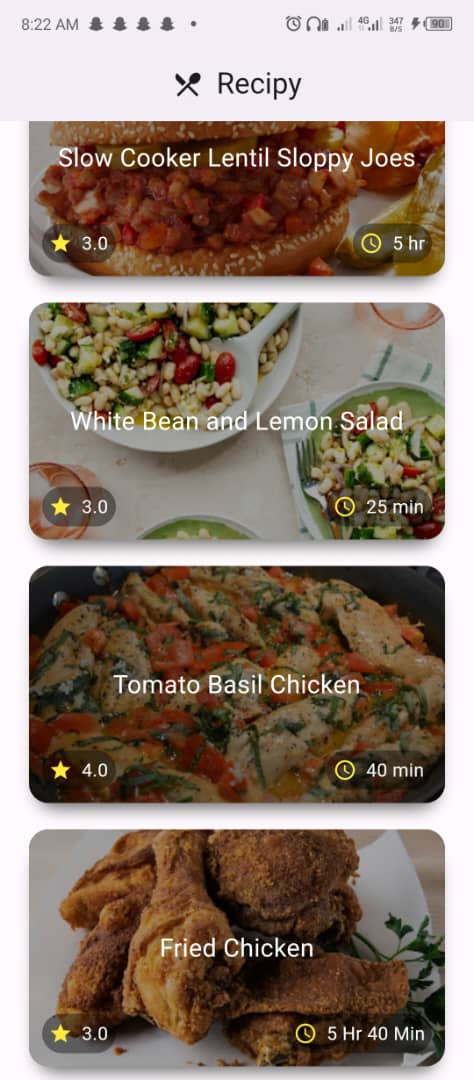 8:22 AM 4G 347 B/S 90
Recipy
Slow Cooker Lentil Sloppy Joes
3.0 5 hr
White Bean and Lemon Salad
3.0 25 min
Tomato Basil Chicken
4.0 40 min
Fried Chicken
3.0 5 Hr 40 Min